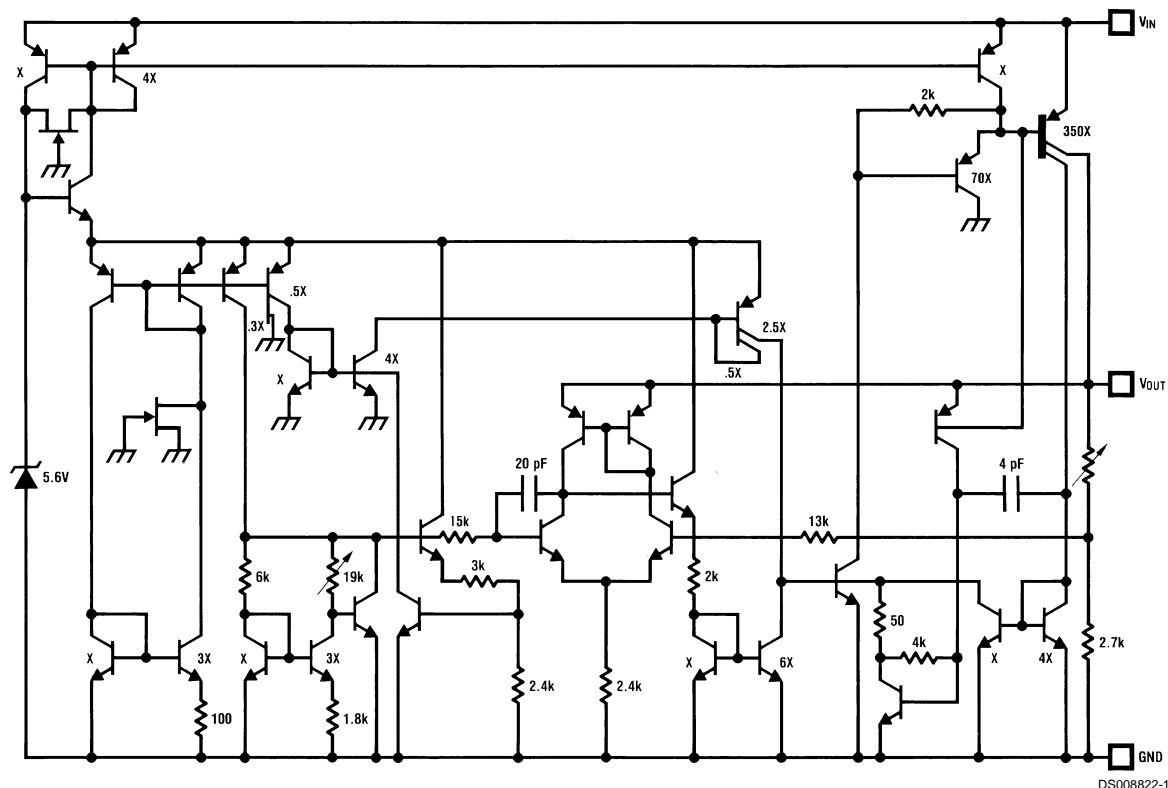 V_IN
X
4X
X
2k
350X
70X
.5X
.3X
4X
2.5X
X
.5X
V_OUT
5.6V
20 pF
4 pF
15k
13k
3k
6k
19k
2k
50
4k
2.7k
X
3X
X
3X
X
6X
X
4X
2.4k
2.4k
100
1.8k
GND
DS008822-1